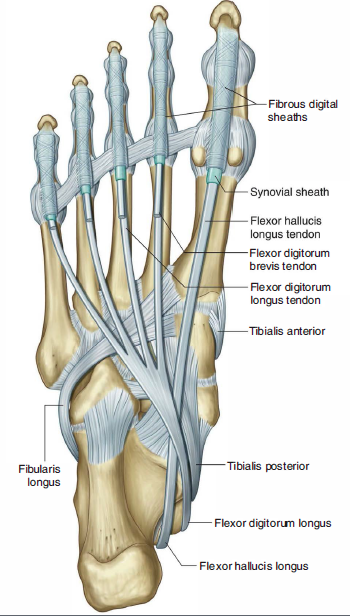 Fibrous digital
sheaths
Synovial sheath
Flexor hallucis
longus tendon
Flexor digitorum
brevis tendon
Flexor digitorum
longus tendon
Tibialis anterior
Fibularis
longus
Tibialis posterior
Flexor digitorum longus
Flexor hallucis longus